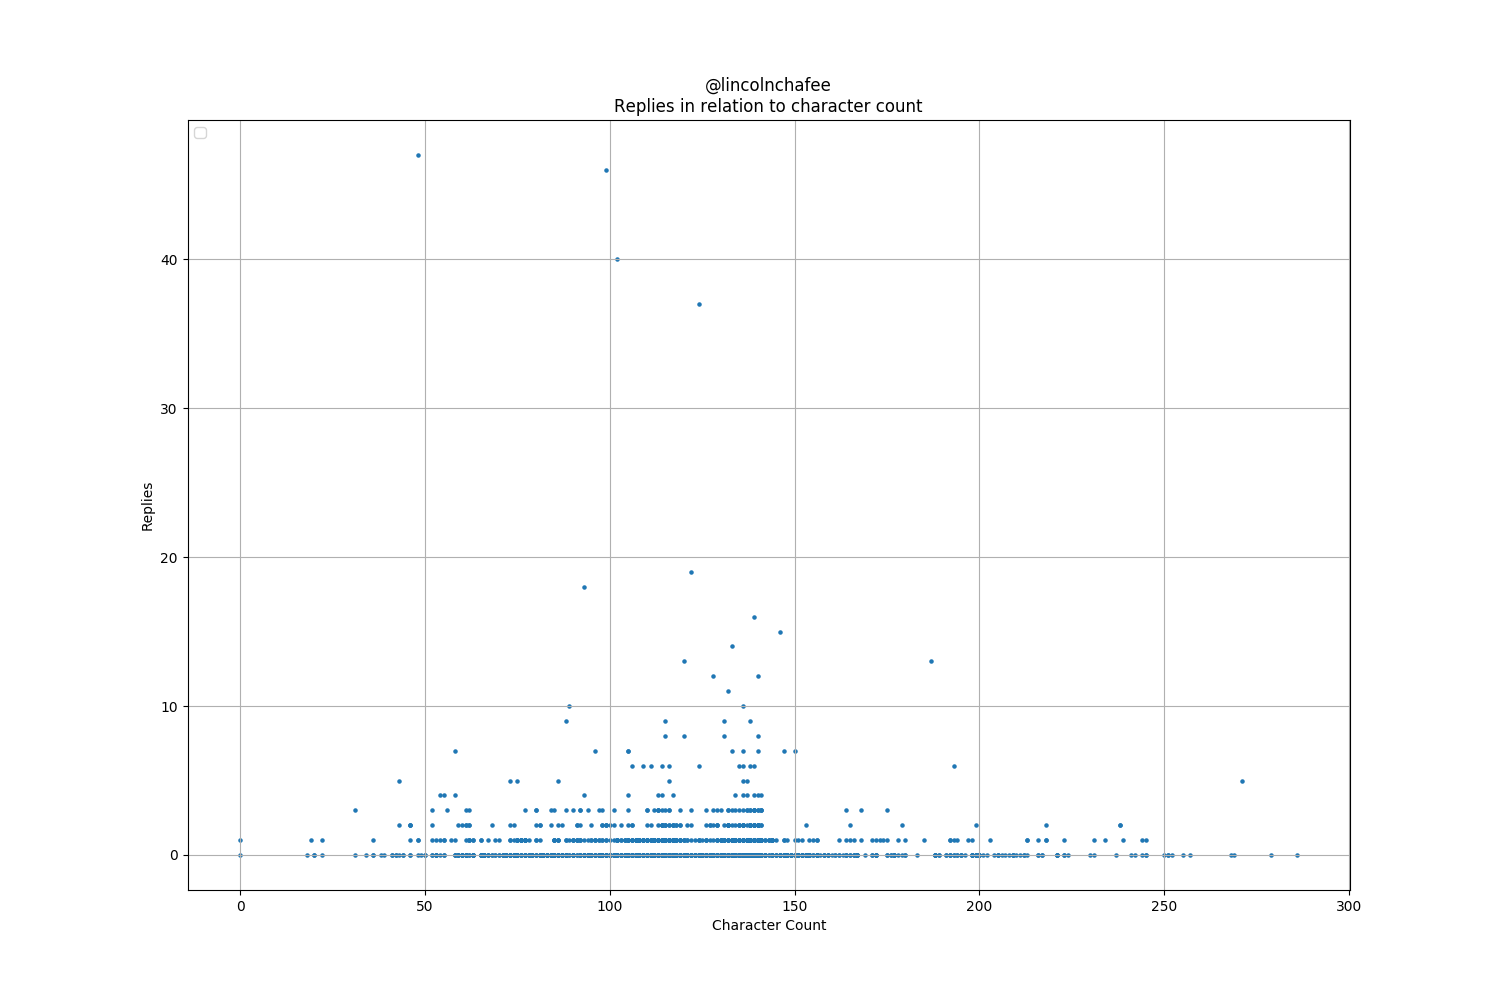 @lincolnchafee
Replies in relation to character count
40
30
20
10
0
Replies
0 50 100 150 200 250 300
Character Count